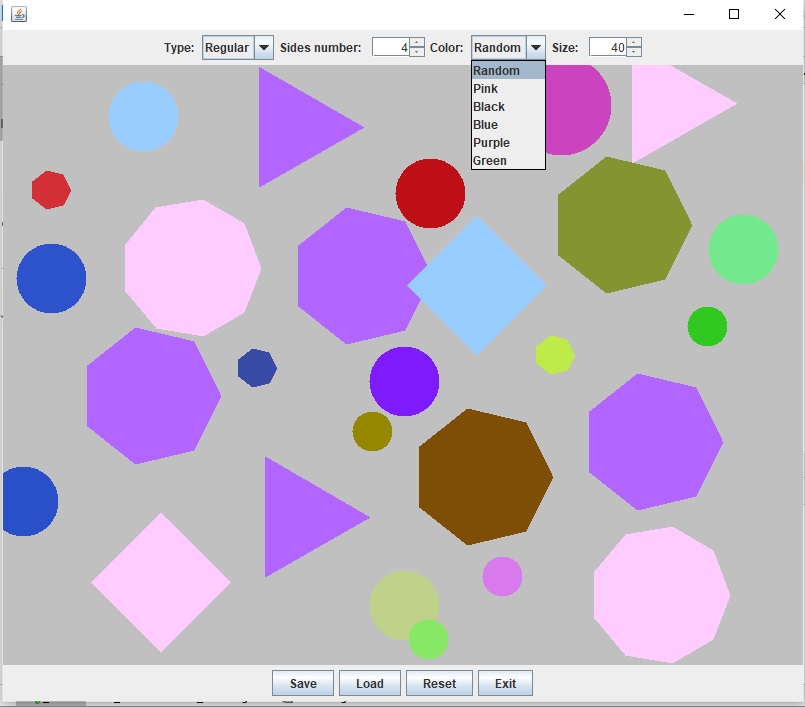 Type: Regular Sides number: 4 Color: Random Size: 40
Random
Pink
Black
Blue
Purple
Green
Save Load Reset Exit